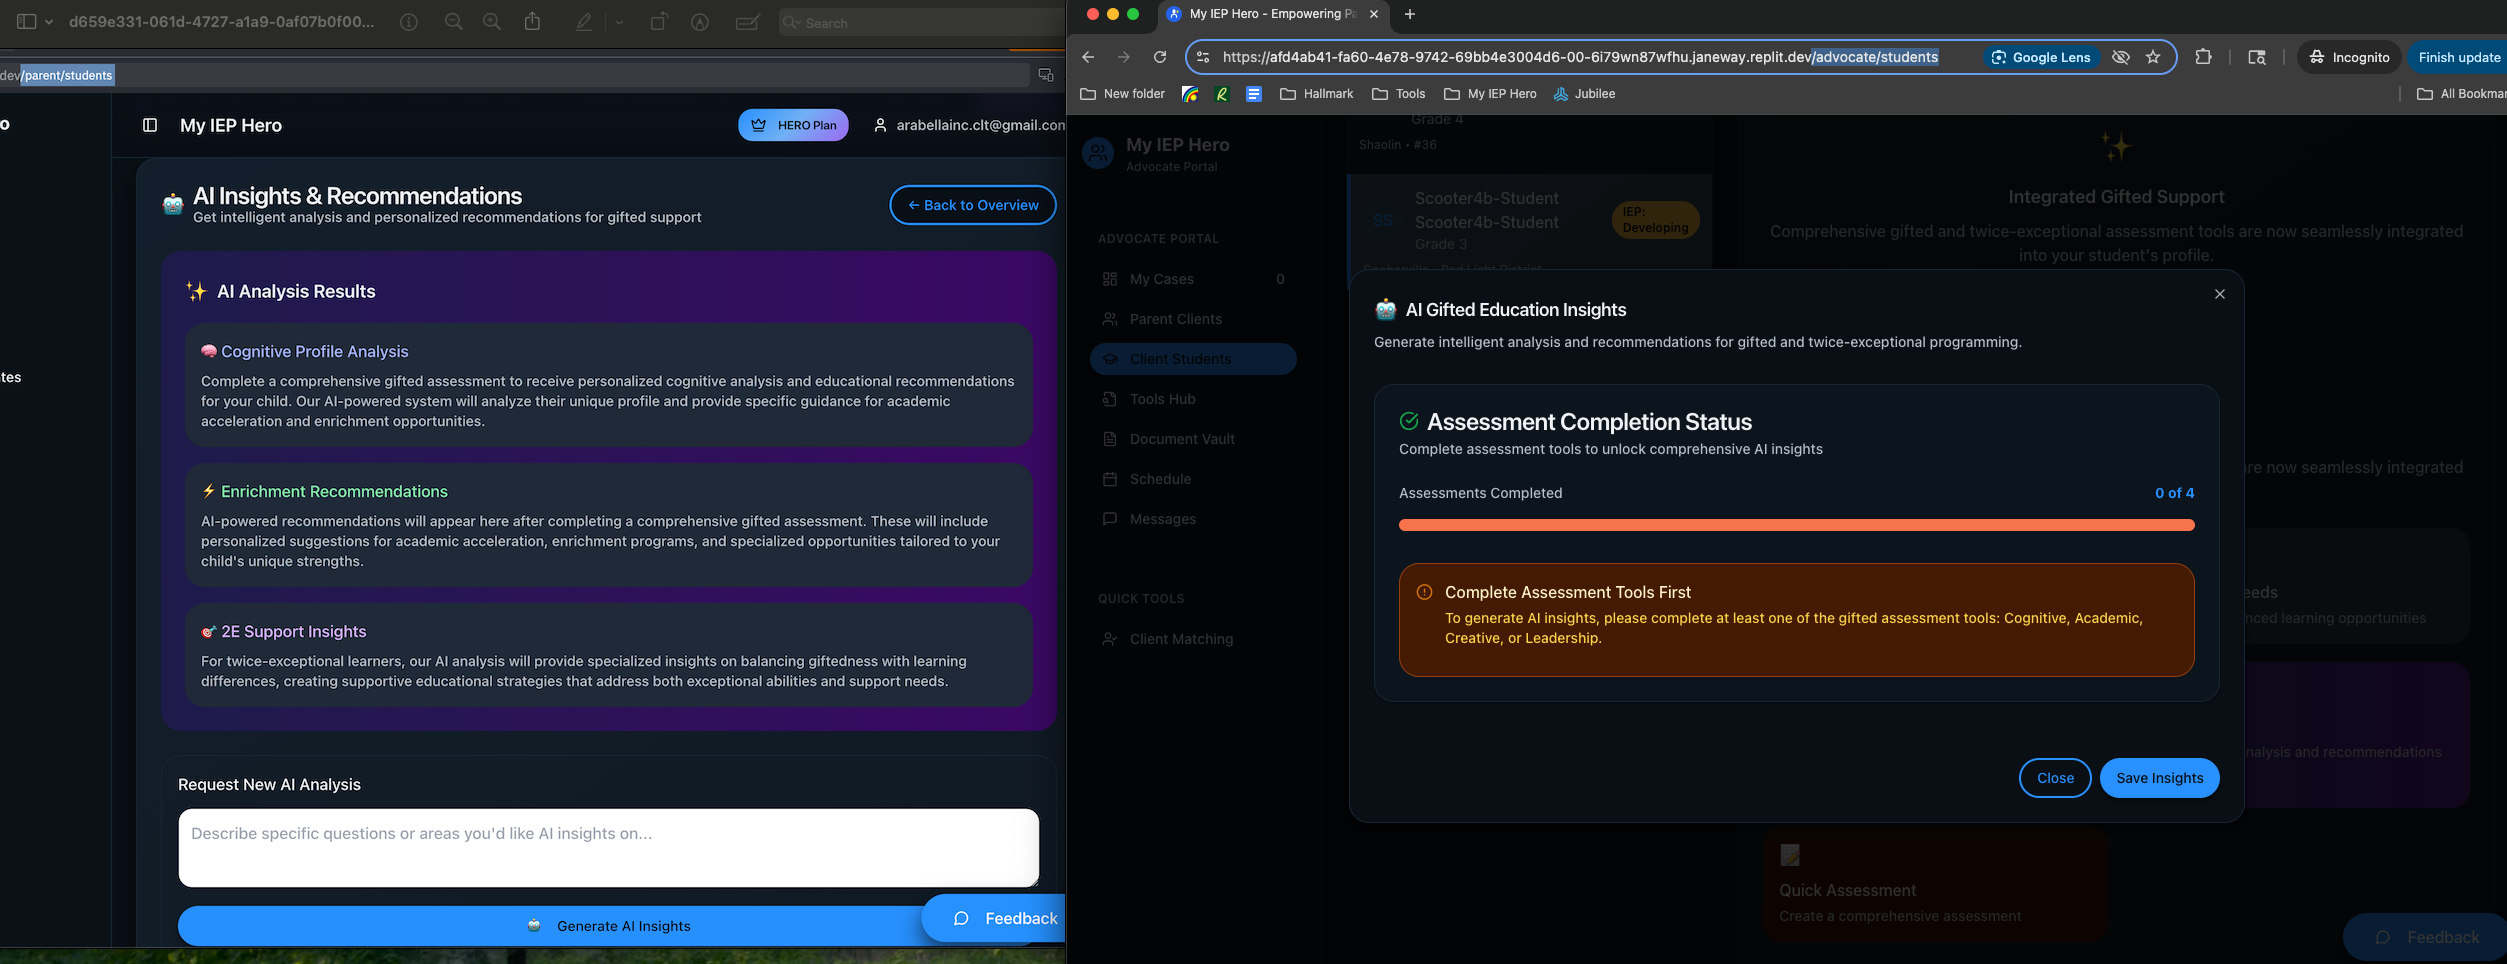 d659e331-061d-4727-a1a9-0af07b0f00...
Search
dev/parent/students
o
My IEP Hero
HERO Plan
arabellainc.clt@gmail.com
tes
AI Insights & Recommendations
Get intelligent analysis and personalized recommendations for gifted support
← Back to Overview
AI Analysis Results
Cognitive Profile Analysis
Complete a comprehensive gifted assessment to receive personalized cognitive analysis and educational recommendations
for your child. Our AI-powered system will analyze their unique profile and provide specific guidance for academic
acceleration and enrichment opportunities.
Enrichment Recommendations
AI-powered recommendations will appear here after completing a comprehensive gifted assessment. These will include
personalized suggestions for academic acceleration, enrichment programs, and specialized opportunities tailored to your
child's unique strengths.
2E Support Insights
For twice-exceptional learners, our AI analysis will provide specialized insights on balancing giftedness with learning
differences, creating supportive educational strategies that address both exceptional abilities and support needs.
Request New AI Analysis
Describe specific questions or areas you'd like AI insights on...
Generate AI Insights
Feedback
My IEP Hero - Empowering Pa
https://afd4ab41-fa60-4e78-9742-69bb4e3004d6-00-6i79wn87wfhu.janeway.replit.dev/advocate/students
Google Lens
Incognito
Finish update
New folder
Hallmark
Tools
My IEP Hero
Jubilee
All Bookmar
My IEP Hero
Advocate Portal
ADVOCATE PORTAL
My Cases 0
Parent Clients
Client Students
Tools Hub
Document Vault
Schedule
Messages
QUICK TOOLS
Client Matching
Grade 4
Shaolin • #36
SS
Scooter4b-Student
Scooter4b-Student
Grade 3
IEP:
Developing
Integrated Gifted Support
Comprehensive gifted and twice-exceptional assessment tools are now seamlessly integrated
into your student's profile.
AI Gifted Education Insights
Generate intelligent analysis and recommendations for gifted and twice-exceptional programming.
Assessment Completion Status
Complete assessment tools to unlock comprehensive AI insights
Assessments Completed
0 of 4
Complete Assessment Tools First
To generate AI insights, please complete at least one of the gifted assessment tools: Cognitive, Academic,
Creative, or Leadership.
Close
Save Insights
re now seamlessly integrated
eeds
nced learning opportunities
nalysis and recommendations
Quick Assessment
Create a comprehensive assessment
Feedback